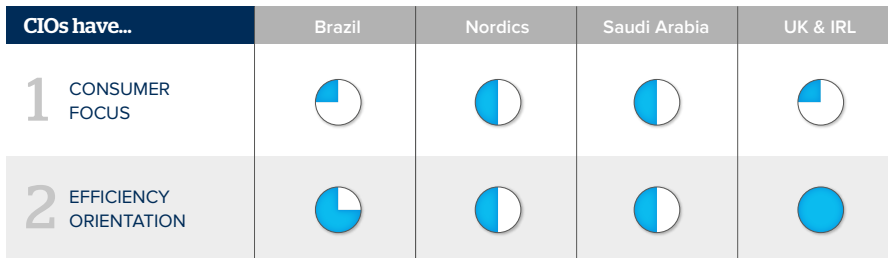 CIOs have... Brazil Nordics Saudi Arabia UK & IRL
1 CONSUMER
FOCUS
2 EFFICIENCY
ORIENTATION